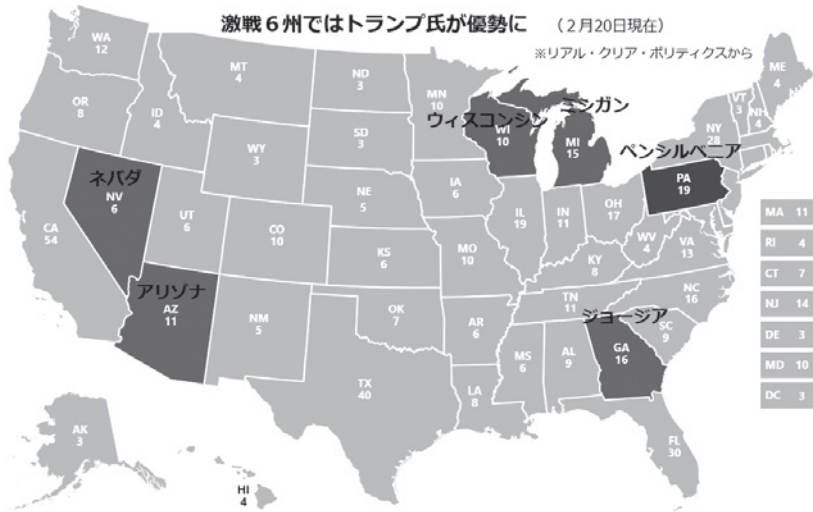 激戦6州ではトランプ氏が優勢に （2月20日現在）
※リアル・クリア・ポリティクスから
WA
12
OR
8
CA
54
ネバダ
NV
6
ID
4
MT
4
WY
3
UT
6
アリゾナ
AZ
11
CO
10
NM
5
ND
3
SD
3
NE
5
KS
6
OK
7
TX
40
MN
10
IA
6
MO
10
AR
6
LA
8
ウィスコンシン
WI
10
ミシガン
MI
15
IL
19
IN
11
OH
17
KY
8
TN
11
MS
6
AL
9
ジョージア
GA
16
FL
30
SC
9
NC
16
VA
13
WV
4
ペンシルベニア
PA
19
NY
28
VT
3
NH
4
ME
4
MA 11
RI 4
CT 7
NJ 14
DE 3
MD 10
DC 3
AK
3
HI
4